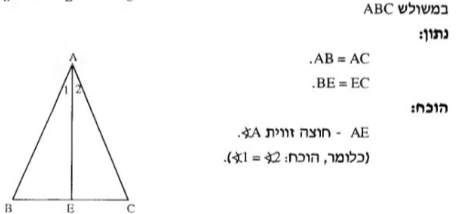 במשולש ABC
נתון:
AB = AC.
BE = EC.
הוכח:
AE - חוצה זווית A∢.
(כלומר, הוכח: 2∢ = 1∢).
A
1 2
B E C